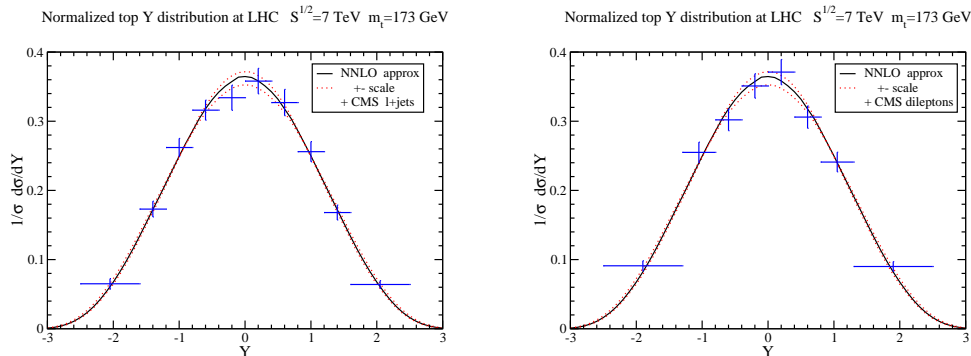 Normalized top Y distribution at LHC S^1/2=7 TeV m_t=173 GeV
0.4
0.3
0.2
0.1
0
1/σ dσ/dY
NNLO approx
+- scale
+ CMS l+jets
-3 -2 -1 0 1 2 3
Y
Normalized top Y distribution at LHC S^1/2=7 TeV m_t=173 GeV
0.4
0.3
0.2
0.1
0
1/σ dσ/dY
NNLO approx
+- scale
+ CMS dileptons
-3 -2 -1 0 1 2 3
Y